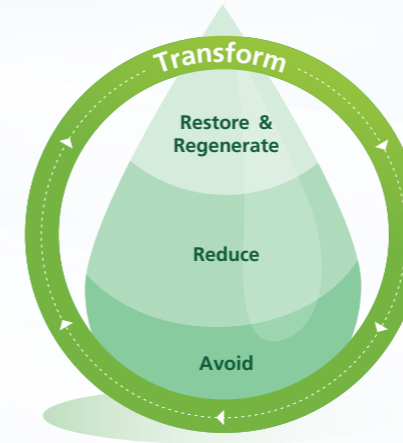 Transform
Restore &
Regenerate
Reduce
Avoid